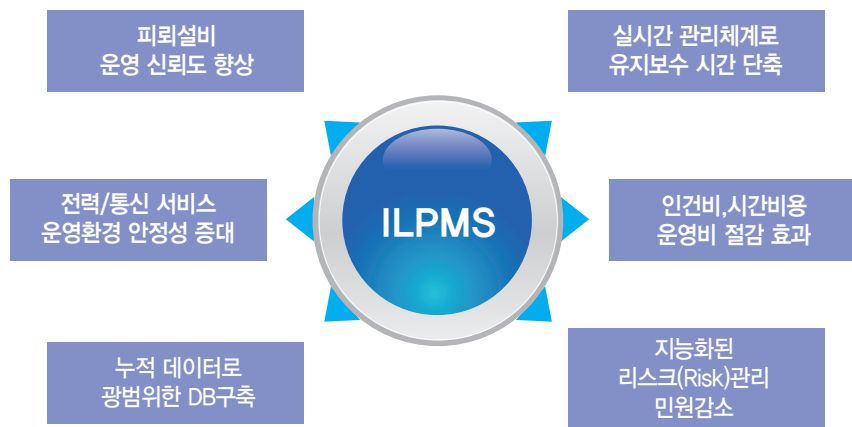 피뢰설비
운영 신뢰도 향상
실시간 관리체계로
유지보수 시간 단축
전력/통신 서비스
운영환경 안정성 증대
ILPMS
인건비,시간비용
운영비 절감 효과
누적 데이터로
광범위한 DB구축
지능화된
리스크(Risk)관리
민원감소